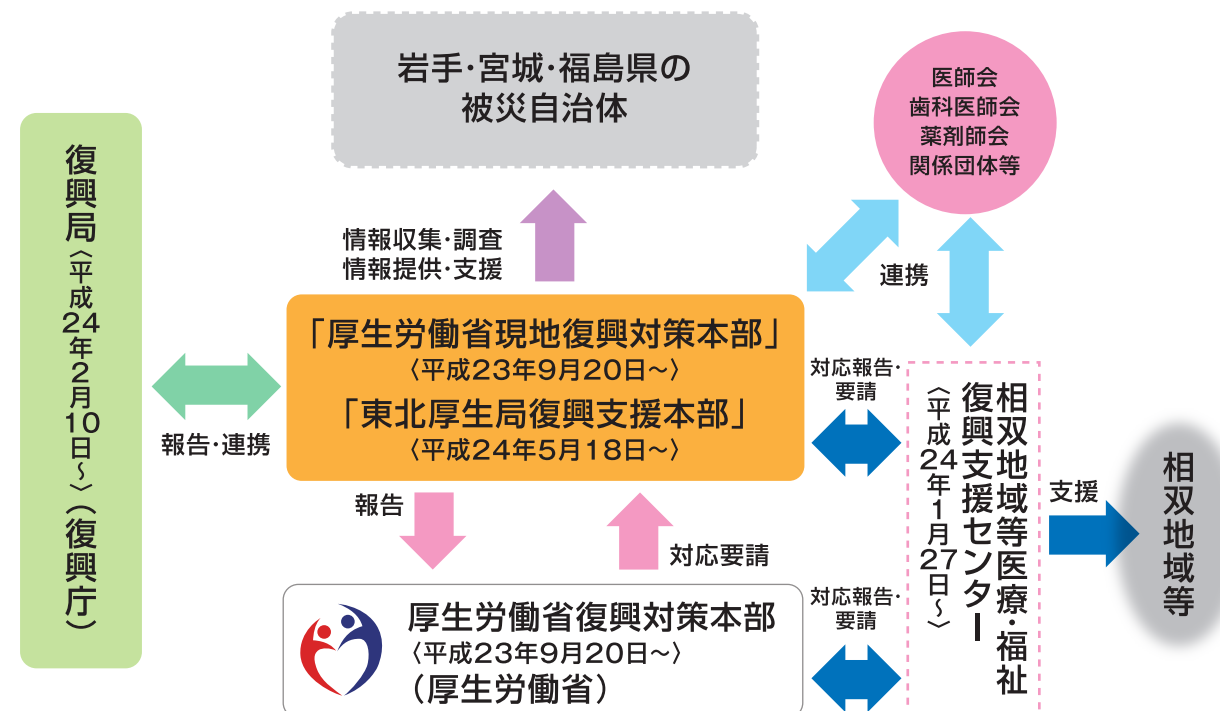 岩手・宮城・福島県の
被災自治体
医師会
歯科医師会
薬剤師会
関係団体等
復興局〈平成24年2月10日~〉(復興庁)
情報収集・調査
情報提供・支援
連携
「厚生労働省現地復興対策本部」
〈平成23年9月20日~〉
「東北厚生局復興支援本部」
〈平成24年5月18日~〉
報告・連携
対応報告・
要請
相双地域等医療・福祉
復興支援センター
〈平成24年1月27日~〉
支援
相双地域等
報告
対応要請
厚生労働省復興対策本部
〈平成23年9月20日~〉
(厚生労働省)
対応報告・
要請